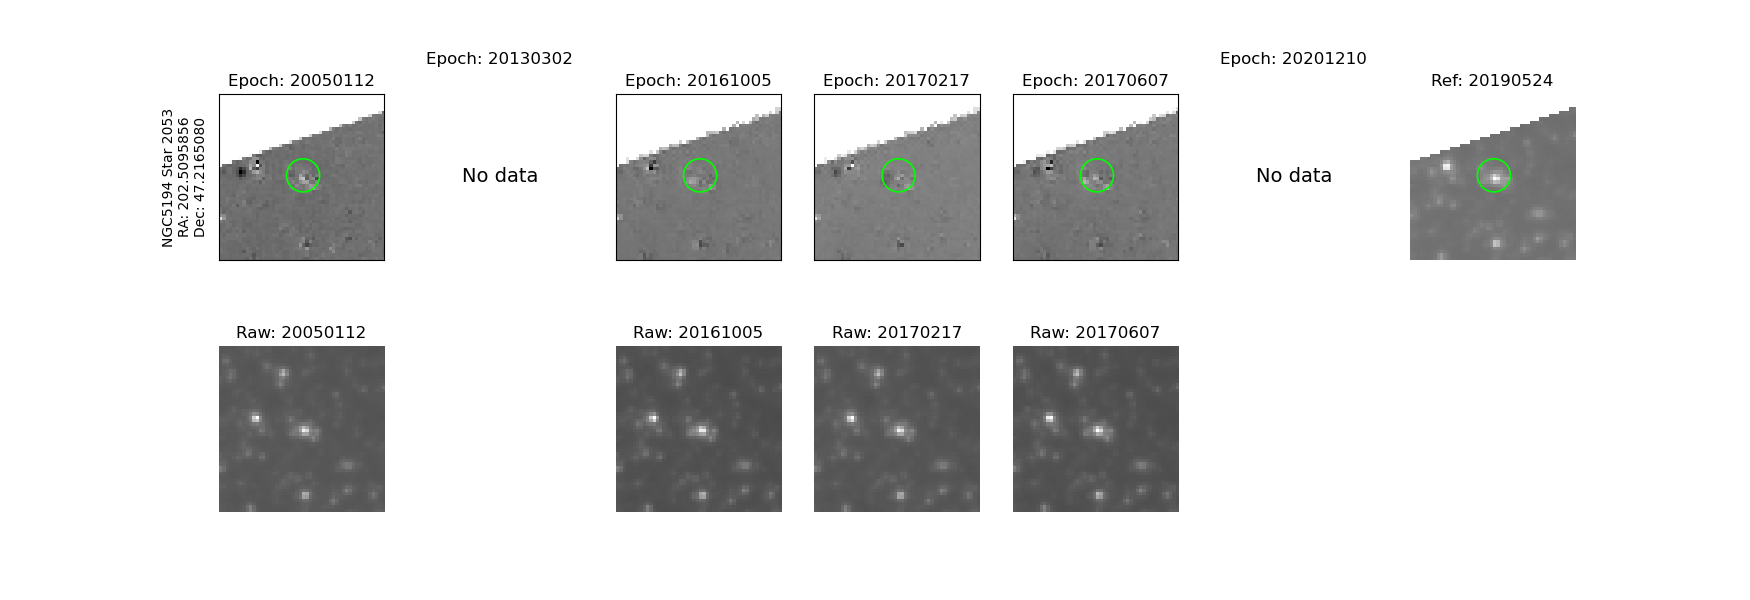 Epoch: 20130302
Epoch: 20201210
Epoch: 20050112
Epoch: 20161005
Epoch: 20170217
Epoch: 20170607
Ref: 20190524
NGC5194 Star 2053
RA: 202.5095856
Dec: 47.2165080
No data
No data
Raw: 20050112
Raw: 20161005
Raw: 20170217
Raw: 20170607